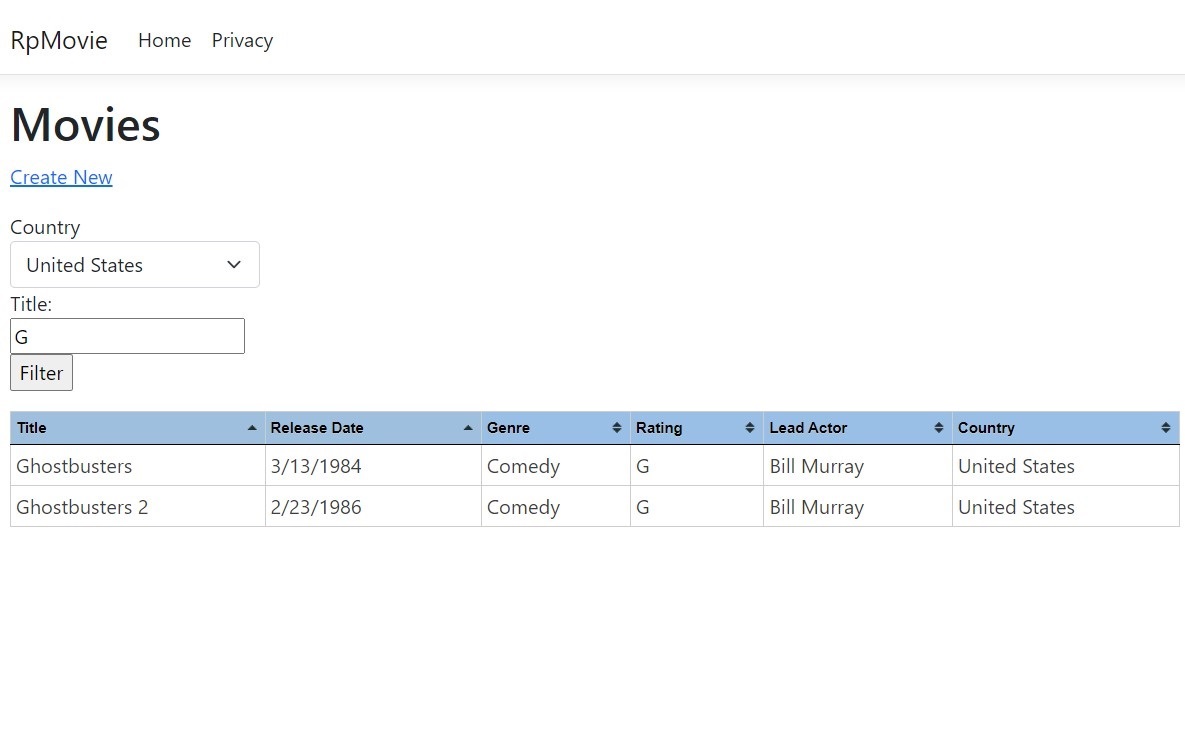 RpMovie Home Privacy
Movies
Create New
Country
United States
Title:
G
Filter
Title Release Date Genre Rating Lead Actor Country
Ghostbusters 3/13/1984 Comedy G Bill Murray United States
Ghostbusters 2 2/23/1986 Comedy G Bill Murray United States